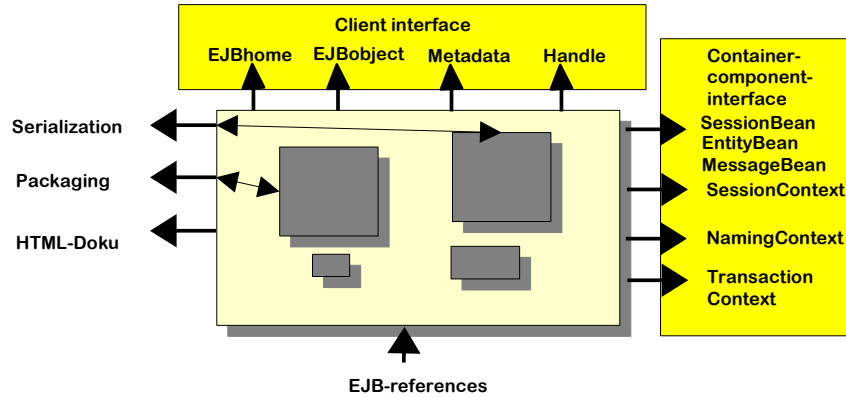 Client interface
EJBhome EJBobject Metadata Handle
Container-
component-
interface
SessionBean
EntityBean
MessageBean
SessionContext
NamingContext
Transaction
Context
Serialization
Packaging
HTML-Doku
EJB-references